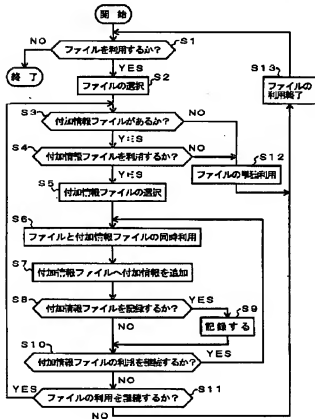 開始
S1
ファイルを利用するか?
NO
YES
終了
S2
ファイルの選択
S13
ファイルの
利用終了
S3
付加情報ファイルがあるか?
NO
YES
S4
付加情報ファイルを利用するか?
NO
YES
S12
ファイルの単独利用
S5
付加情報ファイルの選択
S6
ファイルと付加情報ファイルの同時利用
S7
付加情報ファイルへ付加情報を追加
S8
付加情報ファイルを記録するか?
YES
S9
記録する
NO
S10
付加情報ファイルの利用を継続するか?
YES
NO
YES
S11
ファイルの利用を継続するか?
NO